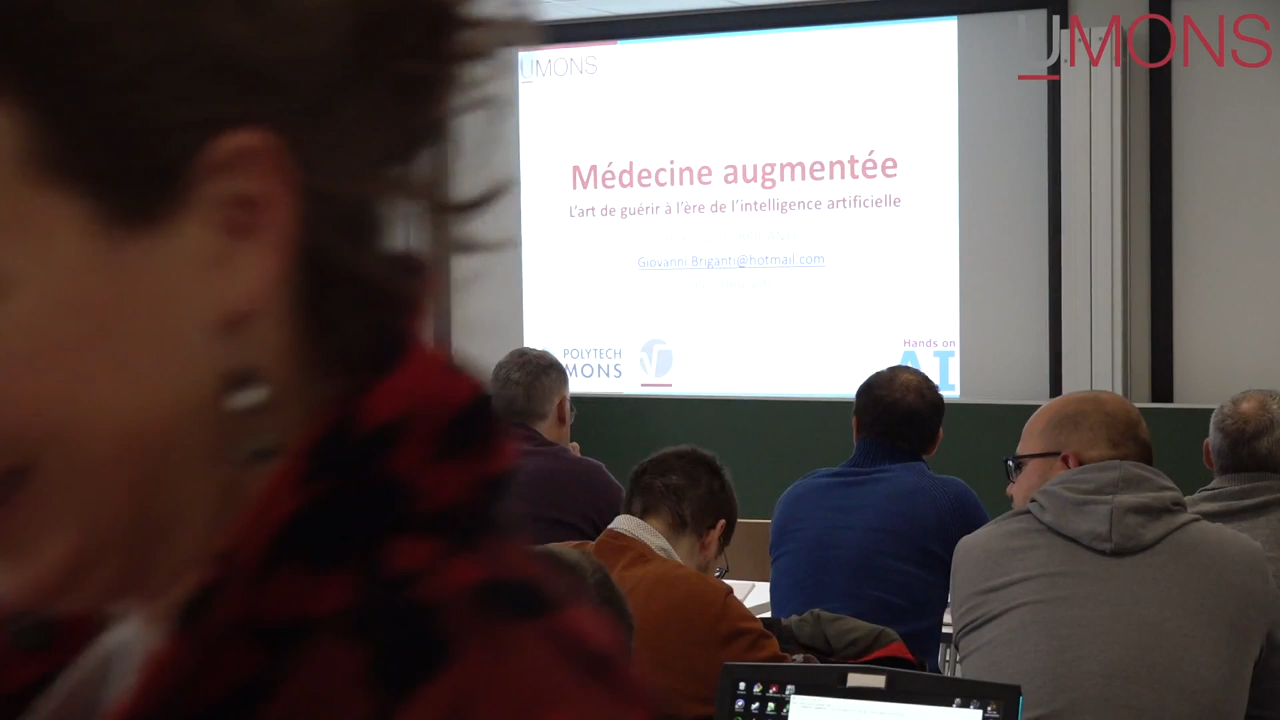 UMONS
UMONS
Médecine augmentée
L'art de guérir à l'ère de l'intelligence artificielle
Giovanni.Briganti@hotmail.com
POLYTECH
MONS
Hands on
AI